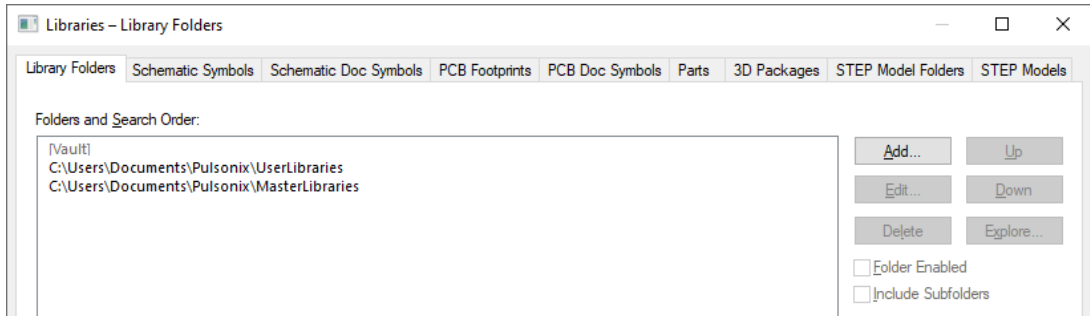 Libraries – Library Folders
Library Folders Schematic Symbols Schematic Doc Symbols PCB Footprints PCB Doc Symbols Parts 3D Packages STEP Model Folders STEP Models
Folders and Search Order:
[Vault]
C:\Users\Documents\Pulsonix\UserLibraries
C:\Users\Documents\Pulsonix\MasterLibraries
Add... Up
Edit... Down
Delete Explore...
Folder Enabled
Include Subfolders